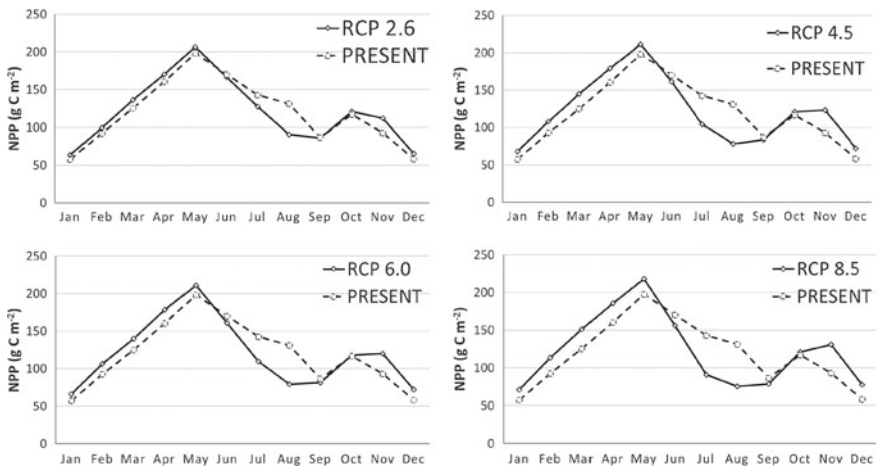 250
200
150
100
50
0
NPP (g C m⁻²)
RCP 2.6
PRESENT
Jan Feb Mar Apr May Jun Jul Aug Sep Oct Nov Dec
250
200
150
100
50
0
NPP (g C m⁻²)
RCP 4.5
PRESENT
Jan Feb Mar Apr May Jun Jul Aug Sep Oct Nov Dec
250
200
150
100
50
0
NPP (g C m⁻²)
RCP 6.0
PRESENT
Jan Feb Mar Apr May Jun Jul Aug Sep Oct Nov Dec
250
200
150
100
50
0
NPP (g C m⁻²)
RCP 8.5
PRESENT
Jan Feb Mar Apr May Jun Jul Aug Sep Oct Nov Dec